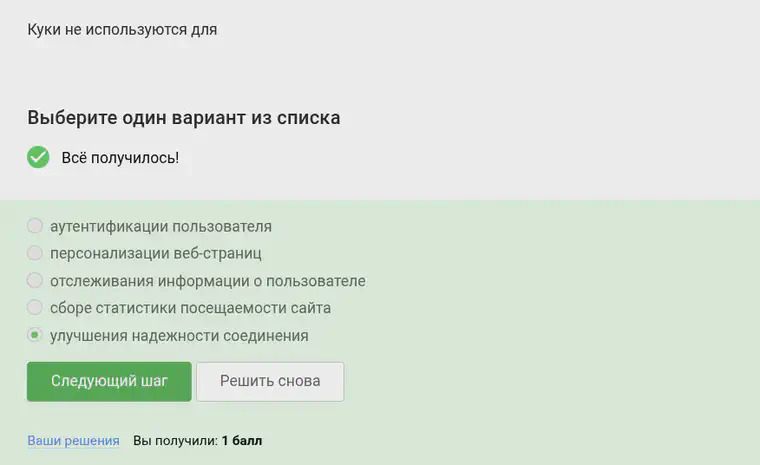 Куки не используются для
Выберите один вариант из списка
Всё получилось!
аутентификации пользователя
персонализации веб-страниц
отслеживания информации о пользователе
сборе статистики посещаемости сайта
улучшения надежности соединения
Следующий шаг Решить снова
Ваши решения Вы получили: 1 балл